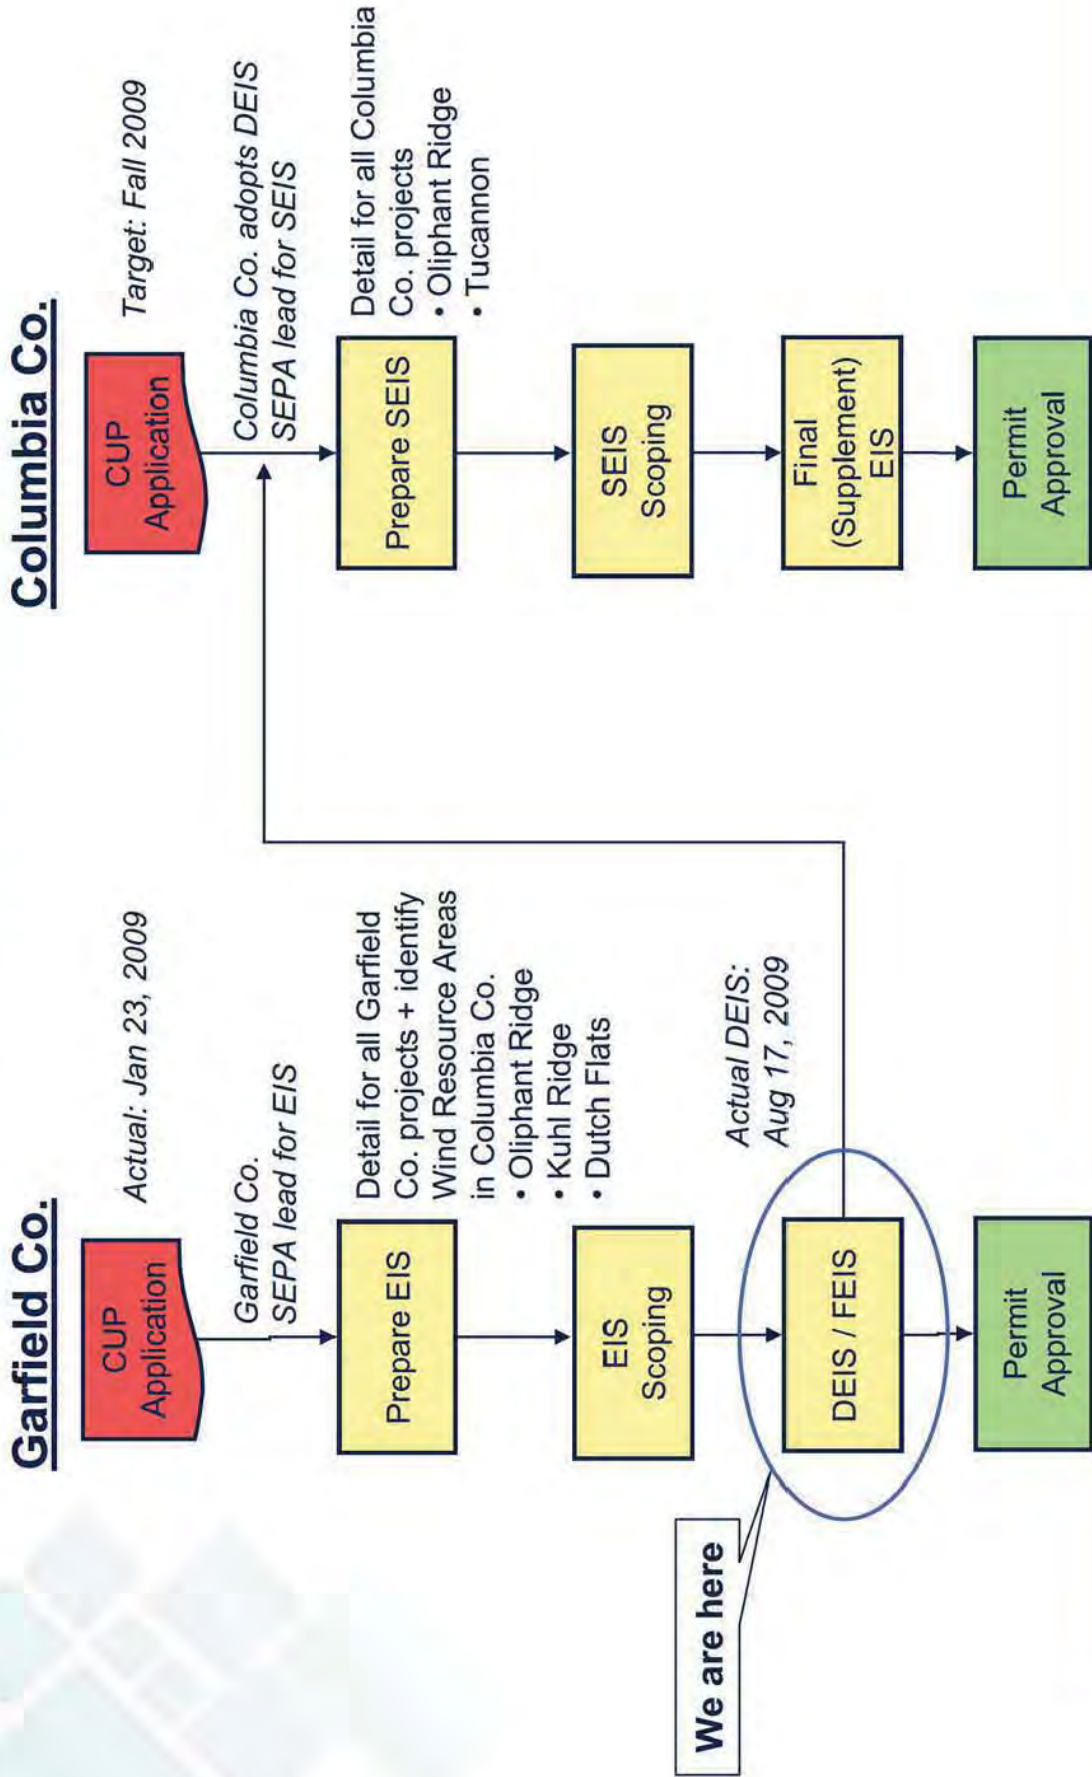 Garfield Co.
CUP
Application
Actual: Jan 23, 2009
Garfield Co.
SEPA lead for EIS
Prepare EIS
Detail for all Garfield
Co. projects + identify
Wind Resource Areas
in Columbia Co.
• Oliphant Ridge
• Kuhl Ridge
• Dutch Flats
EIS
Scoping
We are here
DEIS / FEIS
Actual DEIS:
Aug 17, 2009
Permit
Approval
Columbia Co.
CUP
Application
Target: Fall 2009
Columbia Co. adopts DEIS
SEPA lead for SEIS
Prepare SEIS
Detail for all Columbia
Co. projects
• Oliphant Ridge
• Tucannon
SEIS
Scoping
Final
(Supplement)
EIS
Permit
Approval